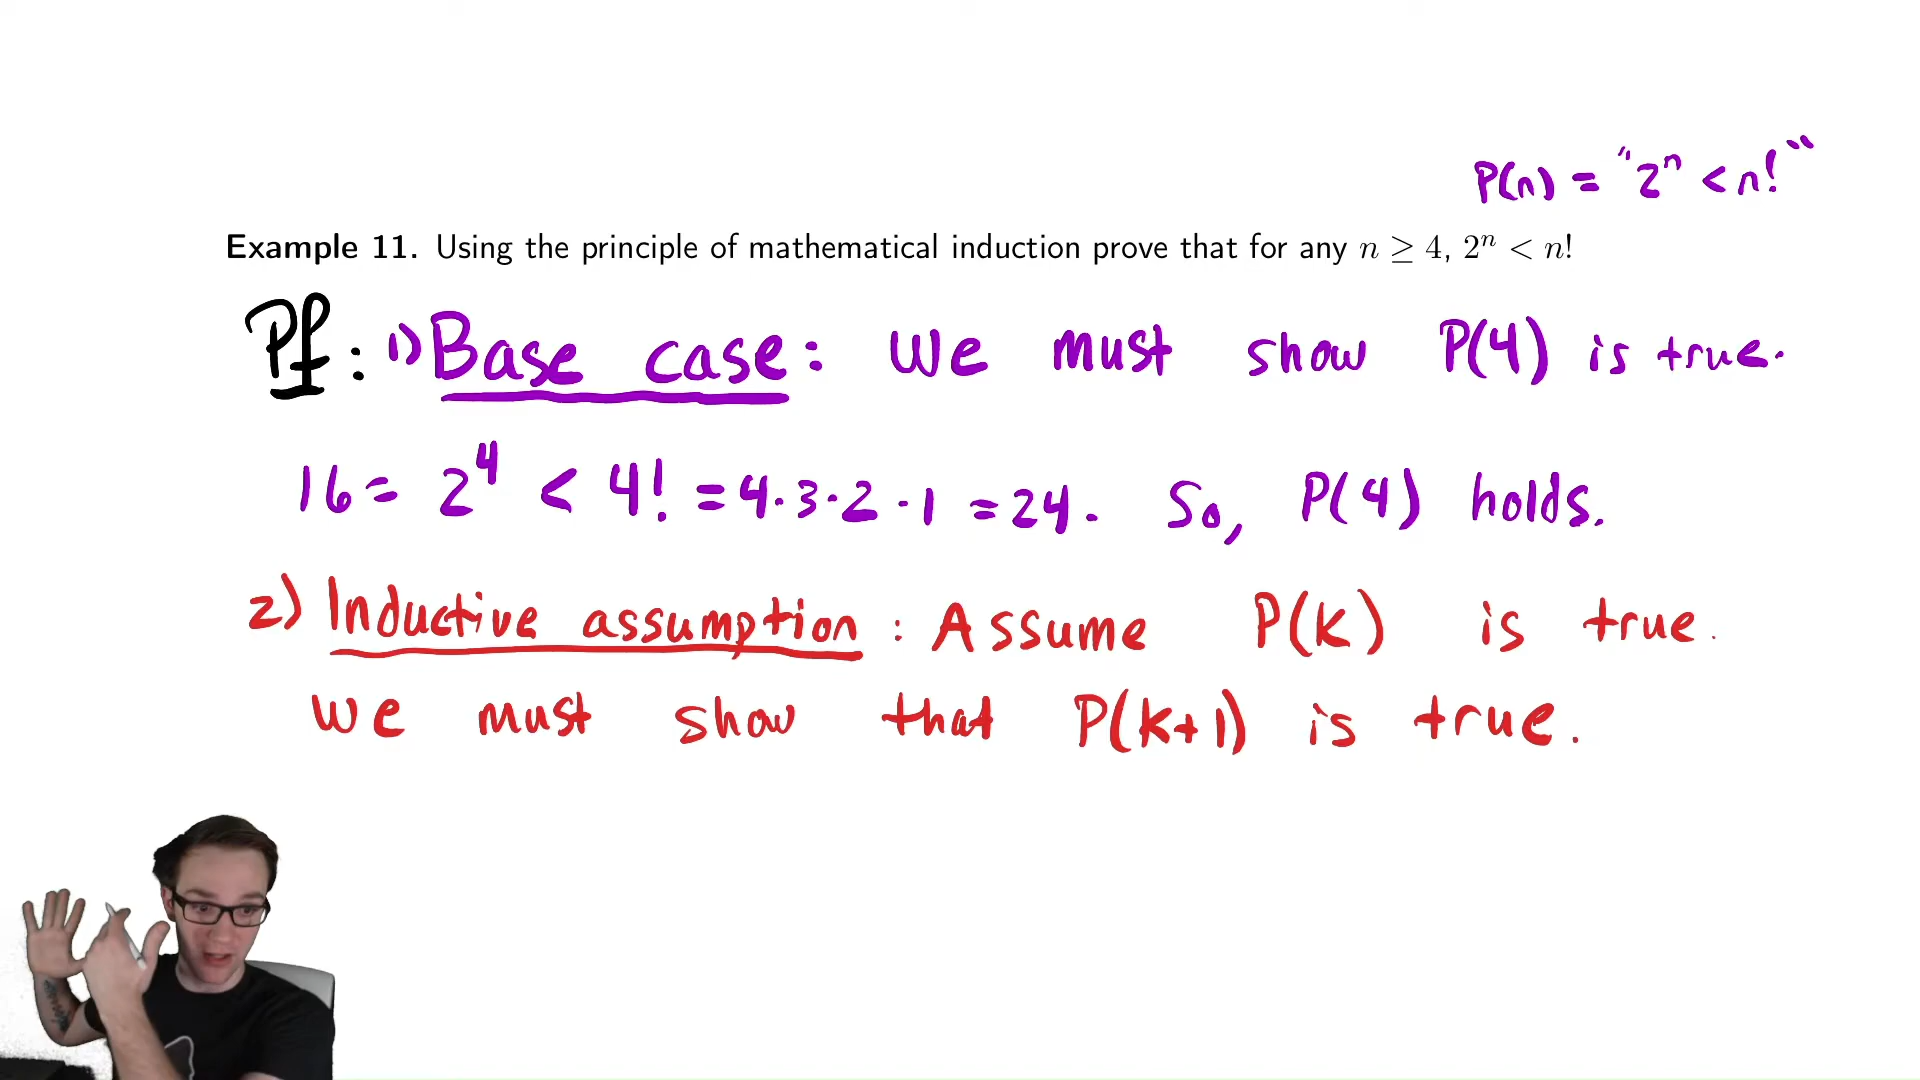 P(n) = "2ⁿ < n!"
Example 11. Using the principle of mathematical induction prove that for any n ≥ 4, 2ⁿ < n!
Pf: 1) Base case: We must show P(4) is true.
16 = 2⁴ < 4! = 4·3·2·1 = 24. So, P(4) holds.
2) Inductive assumption: Assume P(k) is true.
We must show that P(k+1) is true.